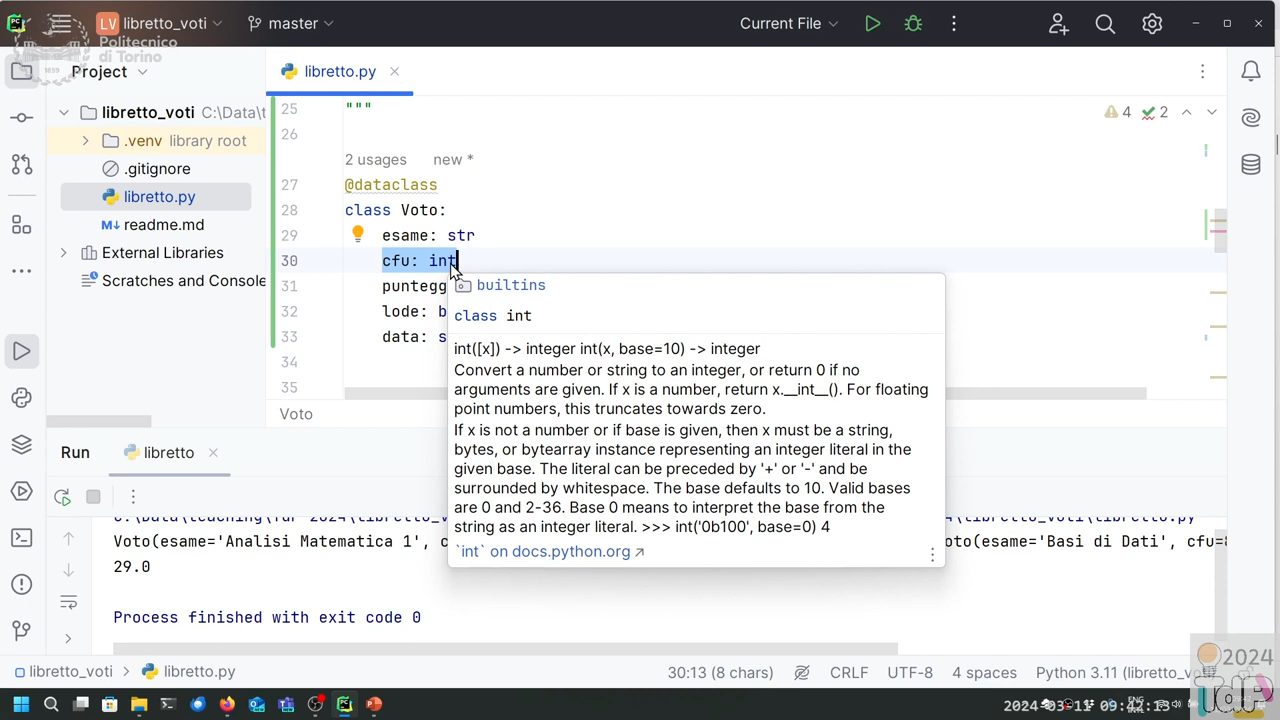 LV libretto_voti
master
Current File
Politecnico
di Torino
Project
libretto.py
libretto_voti C:\Data\t
.venv library root
.gitignore
libretto.py
M↓ readme.md
External Libraries
Scratches and Console
25 """
4 2
26
2 usages new *
27 @dataclass
28 class Voto:
29 esame: str
30 cfu: int
31 puntegg
32 lode: b
33 data: s
34
35
builtins
class int
int([x]) -> integer int(x, base=10) -> integer
Convert a number or string to an integer, or return 0 if no
arguments are given. If x is a number, return x.__int__(). For floating
point numbers, this truncates towards zero.
If x is not a number or if base is given, then x must be a string,
bytes, or bytearray instance representing an integer literal in the
given base. The literal can be preceded by '+' or '-' and be
surrounded by whitespace. The base defaults to 10. Valid bases
are 0 and 2-36. Base 0 means to interpret the base from the
string as an integer literal. >>> int('0b100', base=0) 4
`int` on docs.python.org ↗
Voto
Run libretto
Voto(esame='Analisi Matematica 1', c
oto(esame='Basi di Dati', cfu=8
29.0
Process finished with exit code 0
libretto_voti > libretto.py
30:13 (8 chars)
CRLF
UTF-8
4 spaces
Python 3.11 (libretto_vo
2024
TdP
ENG